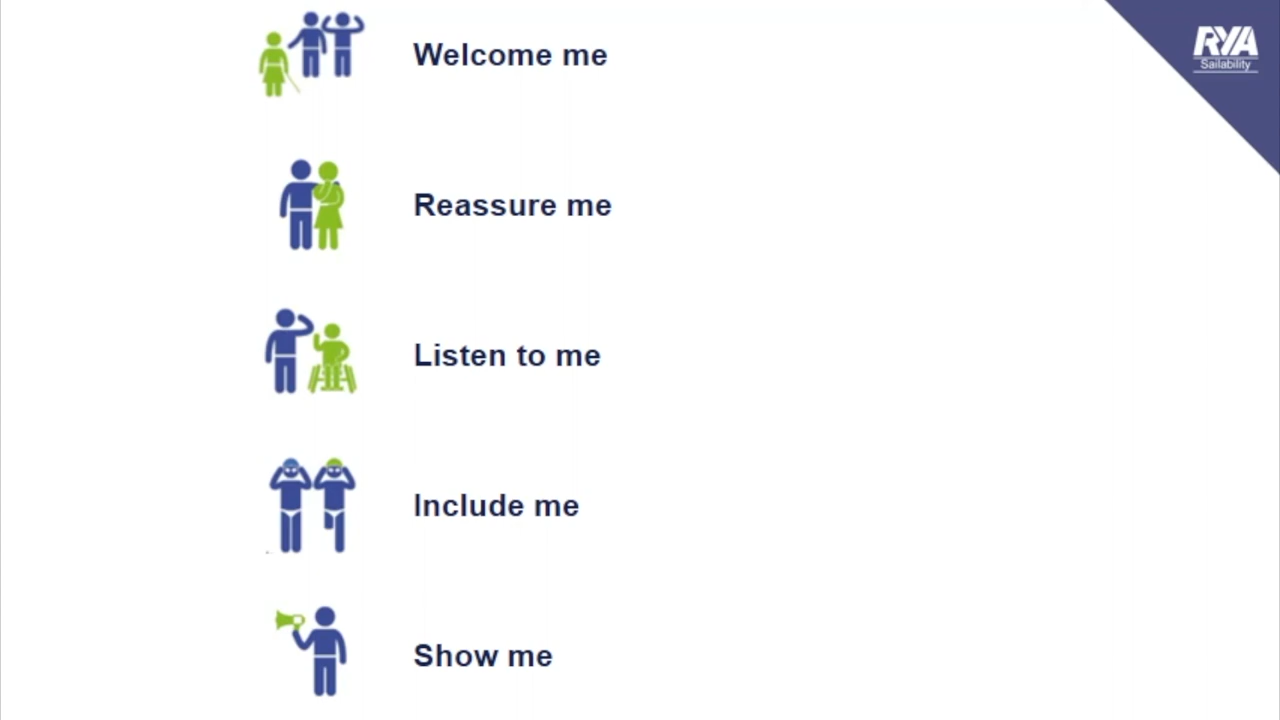 Welcome me
RYA
Sailability
Reassure me
Listen to me
Include me
Show me